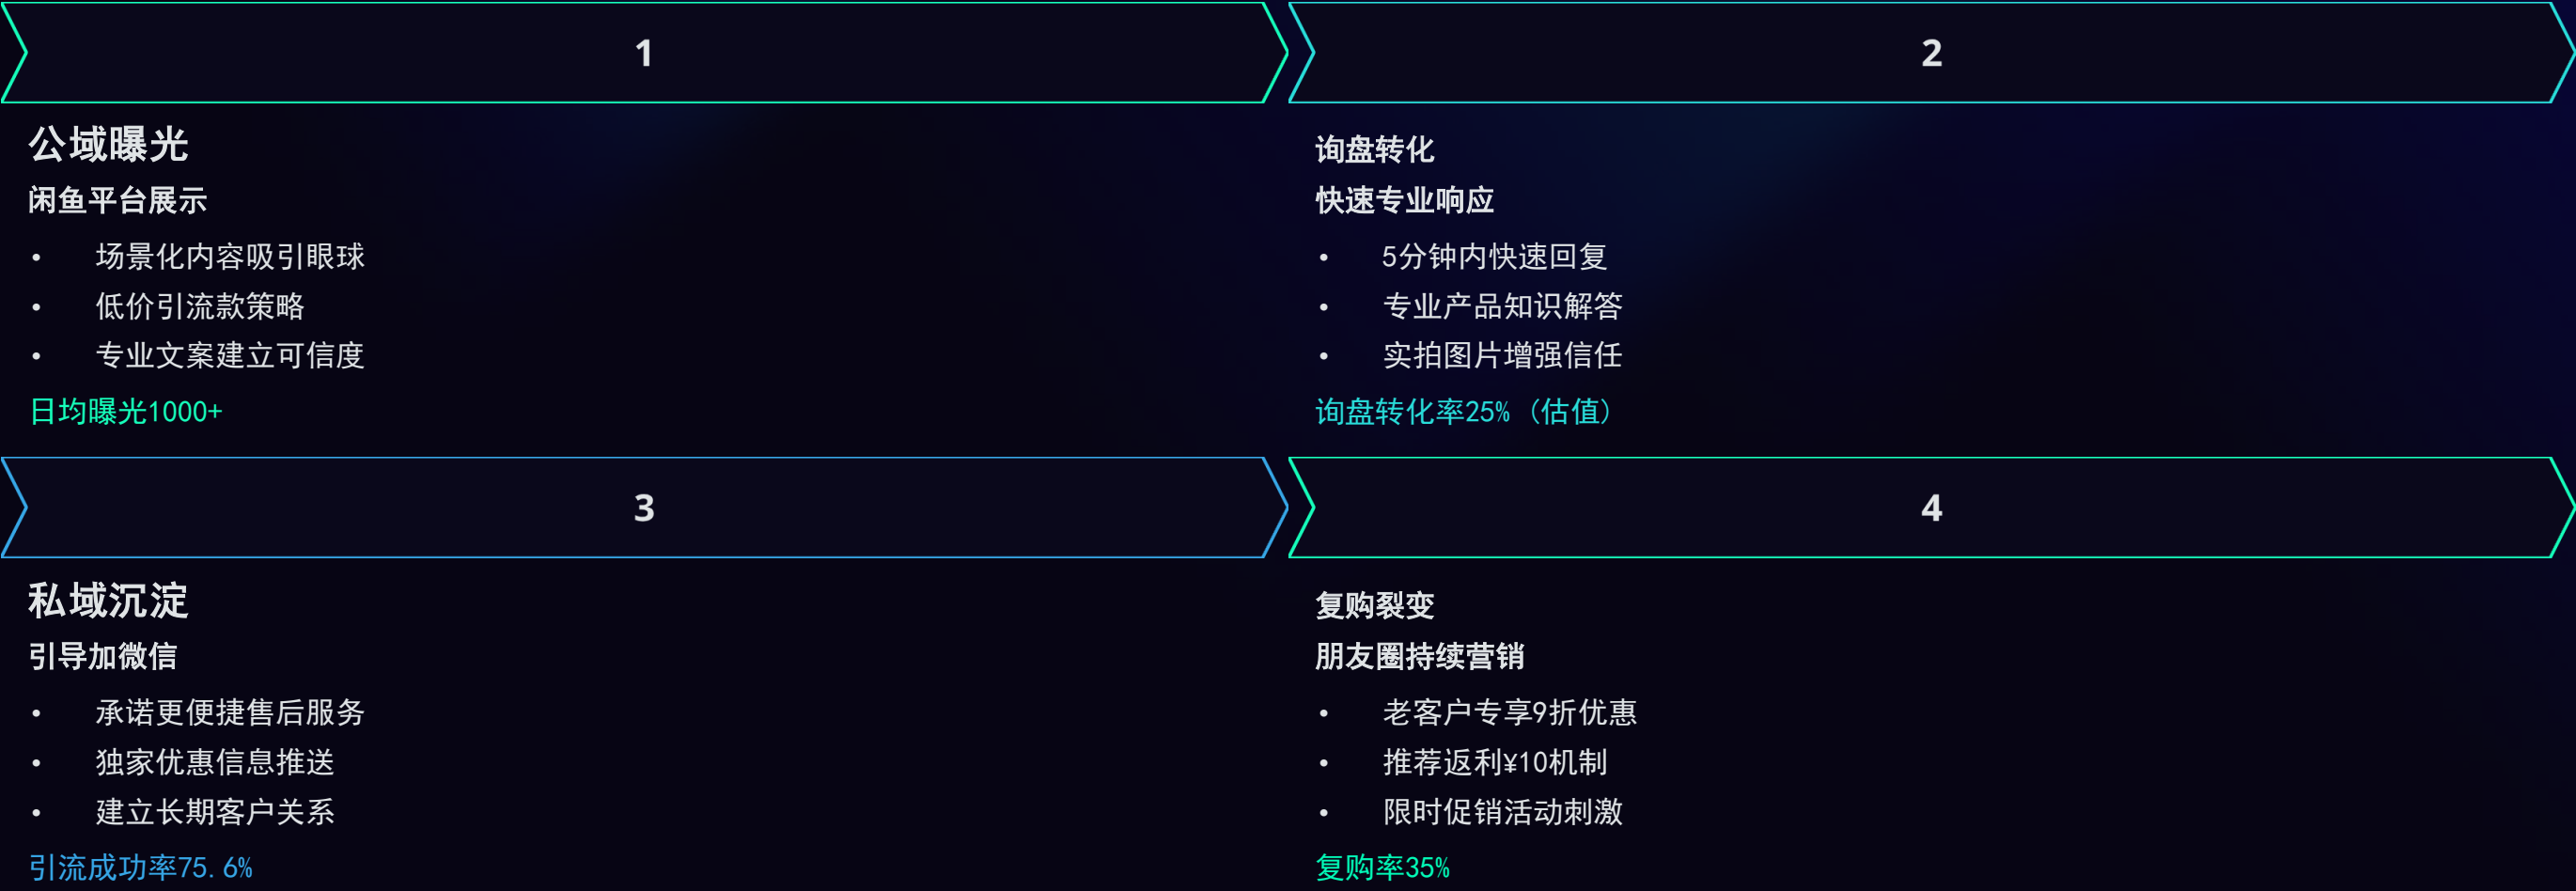 1
公域曝光
闲鱼平台展示
• 场景化内容吸引眼球
• 低价引流款策略
• 专业文案建立可信度
日均曝光1000+
2
询盘转化
快速专业响应
• 5分钟内快速回复
• 专业产品知识解答
• 实拍图片增强信任
询盘转化率25%（估值）
3
私域沉淀
引导加微信
• 承诺更便捷售后服务
• 独家优惠信息推送
• 建立长期客户关系
引流成功率75.6%
4
复购裂变
朋友圈持续营销
• 老客户专享9折优惠
• 推荐返利¥10机制
• 限时促销活动刺激
复购率35%